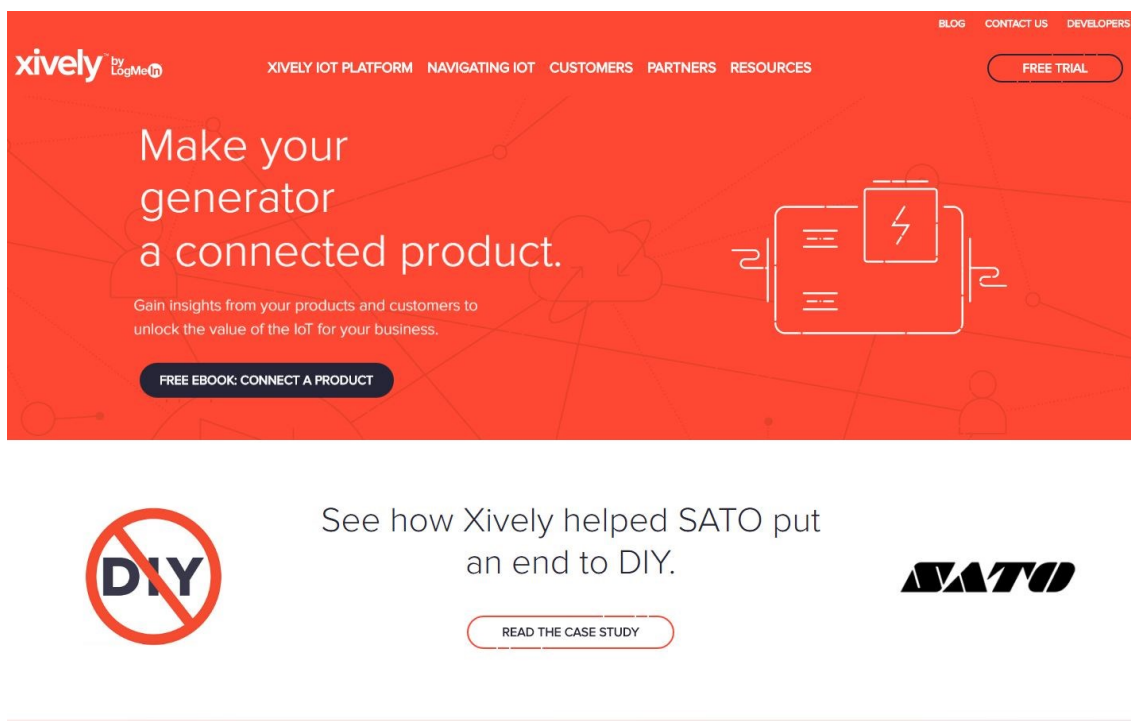 BLOG CONTACT US DEVELOPERS
xively™ by LogMeIn
XIVELY IOT PLATFORM NAVIGATING IOT CUSTOMERS PARTNERS RESOURCES
FREE TRIAL
Make your
generator
a connected product.
Gain insights from your products and customers to
unlock the value of the IoT for your business.
FREE EBOOK: CONNECT A PRODUCT
DIY
See how Xively helped SATO put
an end to DIY.
READ THE CASE STUDY
SATO